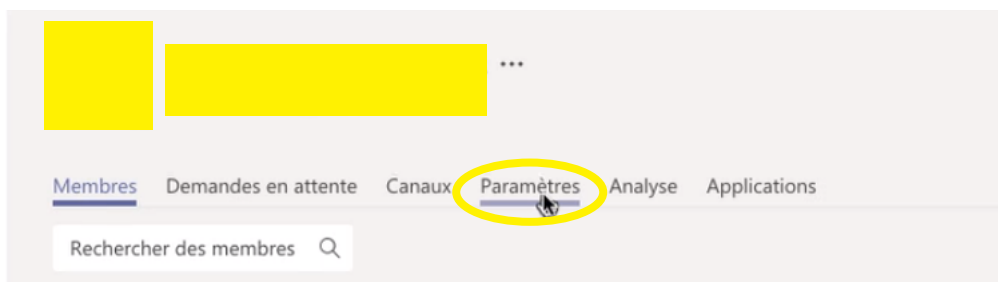 ...
Membres Demandes en attente Canaux Paramètres Analyse Applications
Rechercher des membres